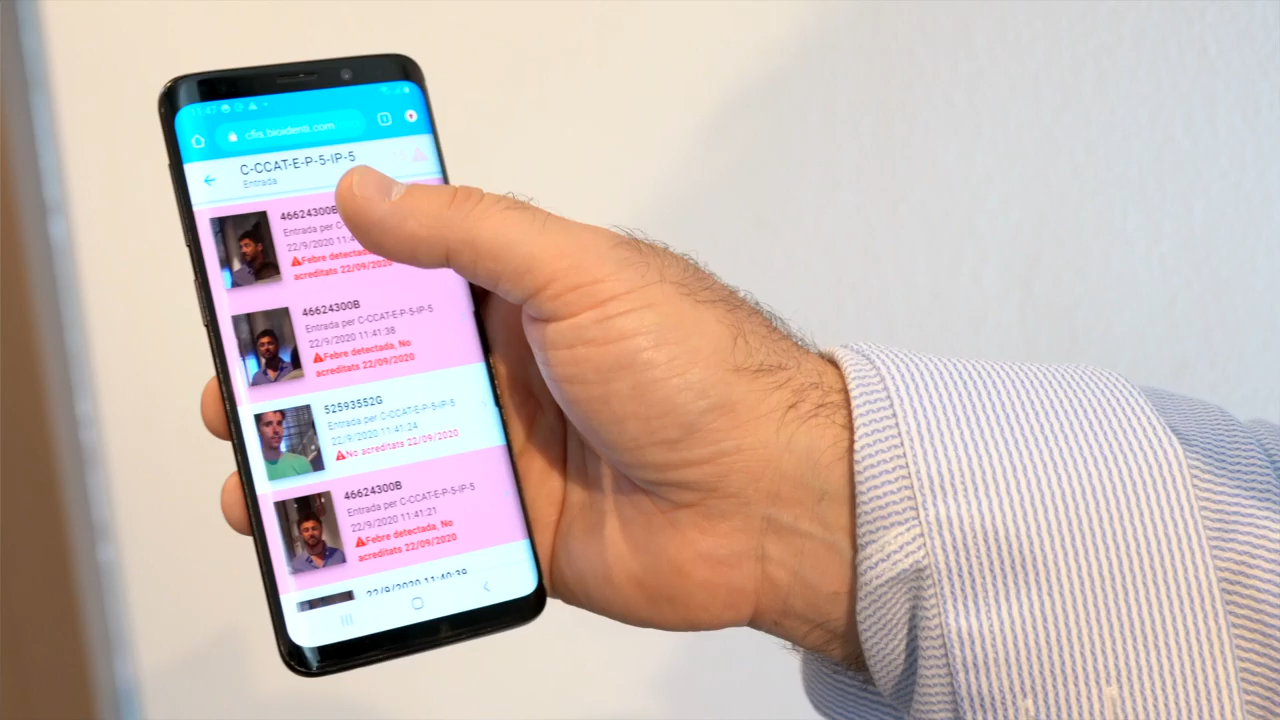 11:47
cfis.bioidenti.com
1
C-CCAT-E-P-5-IP-5
Entrada
46624300B
Entrada per C-
22/9/2020 11:4
Febre detectada,
acreditats 22/09/2020
46624300B
Entrada per C-CCAT-E-P-5-IP-5
22/9/2020 11:41:38
Febre detectada, No
acreditats 22/09/2020
52593552G
Entrada per C-CCAT-E-P-5-IP-5
22/9/2020 11:41:24
No acreditats 22/09/2020
46624300B
Entrada per C-CCAT-E-P-5-IP-5
22/9/2020 11:41:21
Febre detectada, No
acreditats 22/09/2020
22/9/2020 11:40:39